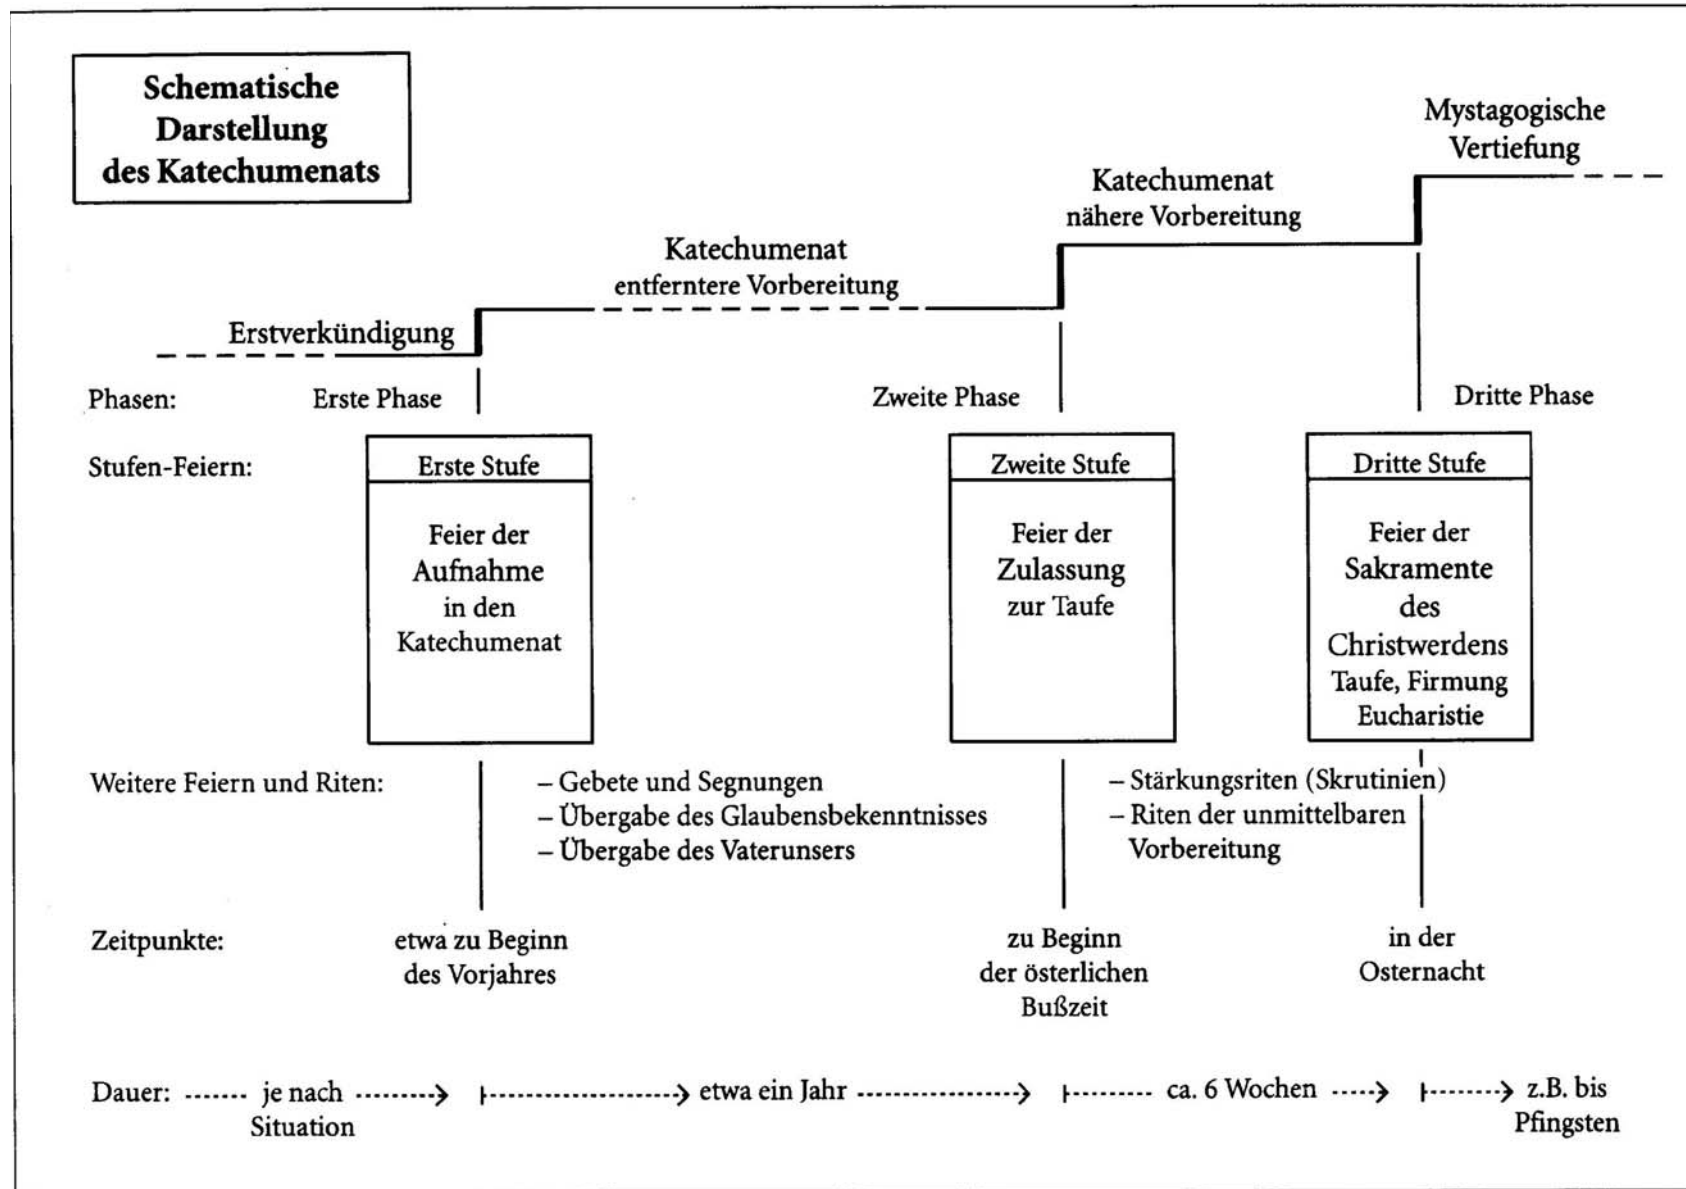 Schematische
Darstellung
des Katechumenats
Mystagogische
Vertiefung
Katechumenat
nähere Vorbereitung
Katechumenat
entferntere Vorbereitung
Erstverkündigung
Phasen: Erste Phase Zweite Phase Dritte Phase
Stufen-Feiern: Erste Stufe Zweite Stufe Dritte Stufe
Feier der
Aufnahme
in den
Katechumenat
Feier der
Zulassung
zur Taufe
Feier der
Sakramente
des
Christwerdens
Taufe, Firmung
Eucharistie
Weitere Feiern und Riten:
– Gebete und Segnungen
– Übergabe des Glaubensbekenntnisses
– Übergabe des Vaterunsers
– Stärkungsriten (Skrutinien)
– Riten der unmittelbaren
Vorbereitung
Zeitpunkte:
etwa zu Beginn
des Vorjahres
zu Beginn
der österlichen
Bußzeit
in der
Osternacht
Dauer:
je nach
Situation
etwa ein Jahr
ca. 6 Wochen
z.B. bis
Pfingsten